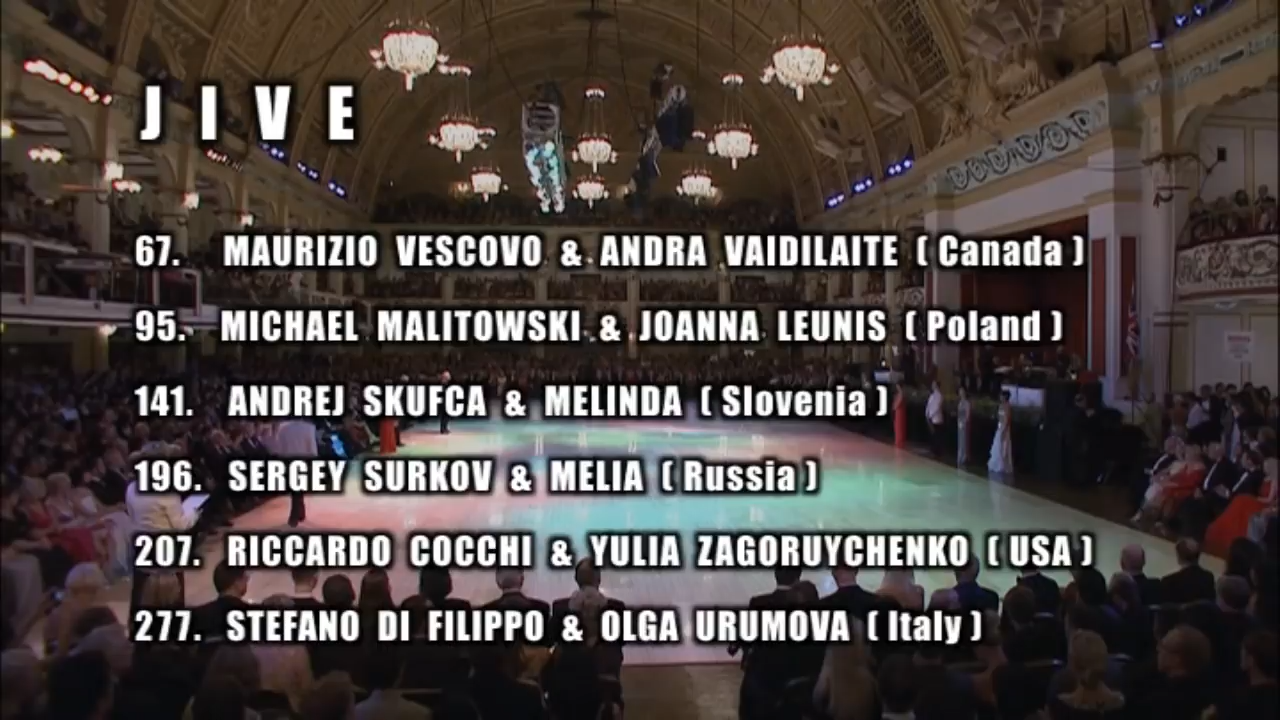 JIVE
67. MAURIZIO VESCOVO & ANDRA VAIDILAITE ( Canada )
95. MICHAEL MALITOWSKI & JOANNA LEUNIS ( Poland )
141. ANDREJ SKUFCA & MELINDA ( Slovenia )
196. SERGEY SURKOV & MELIA ( Russia )
207. RICCARDO COCCHI & YULIA ZAGORUYCHENKO ( USA )
277. STEFANO DI FILIPPO & OLGA URUMOVA ( Italy )